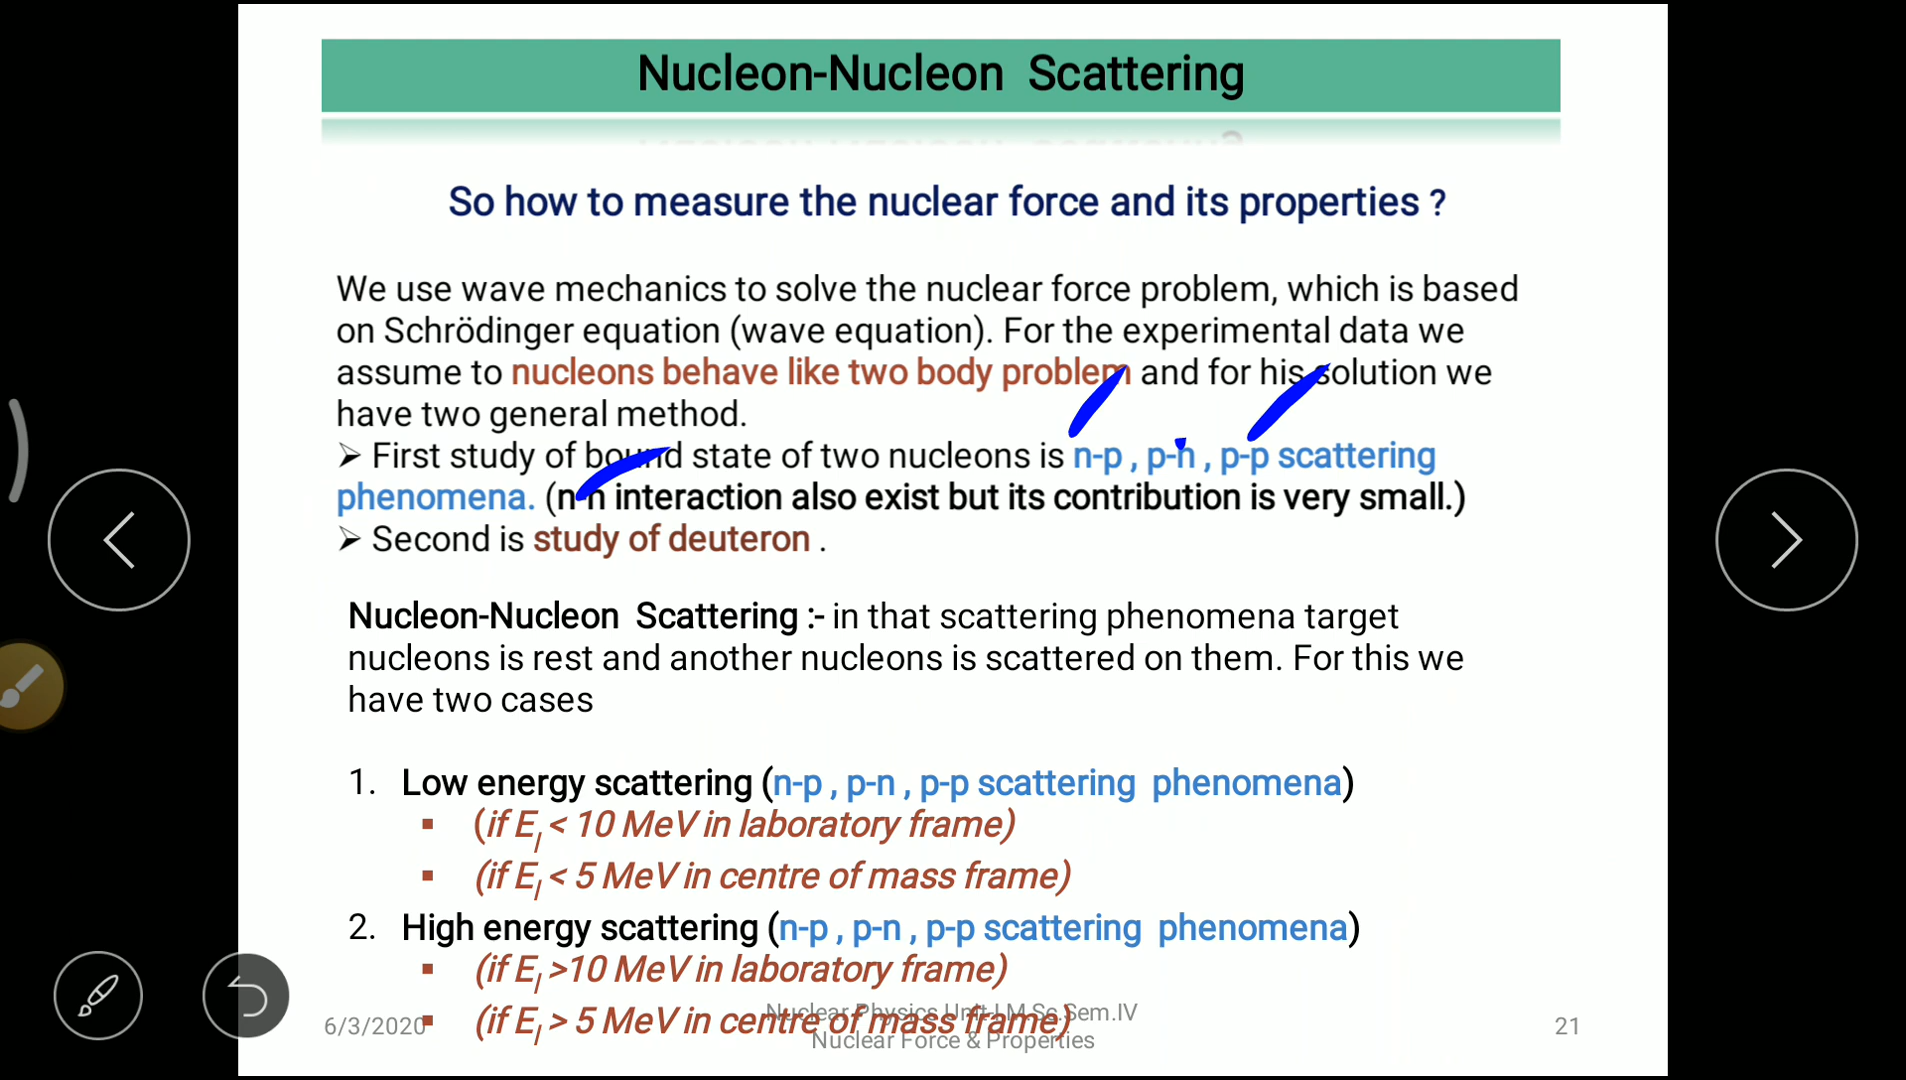 Nucleon-Nucleon Scattering
So how to measure the nuclear force and its properties ?
We use wave mechanics to solve the nuclear force problem, which is based
on Schrödinger equation (wave equation). For the experimental data we
assume to nucleons behave like two body problem and for his solution we
have two general method.
➢ First study of bound state of two nucleons is n-p , p-n , p-p scattering
phenomena. (n-n interaction also exist but its contribution is very small.)
➢ Second is study of deuteron .
Nucleon-Nucleon Scattering :- in that scattering phenomena target
nucleons is rest and another nucleons is scattered on them. For this we
have two cases
1. Low energy scattering (n-p , p-n , p-p scattering phenomena)
▪ (if El < 10 MeV in laboratory frame)
▪ (if El < 5 MeV in centre of mass frame)
2. High energy scattering (n-p , p-n , p-p scattering phenomena)
▪ (if El >10 MeV in laboratory frame)
▪ (if El > 5 MeV in centre of mass frame)
6/3/2020
Nuclear Physics Unit-I M.Sc.Sem.IV
Nuclear Force & Properties
21